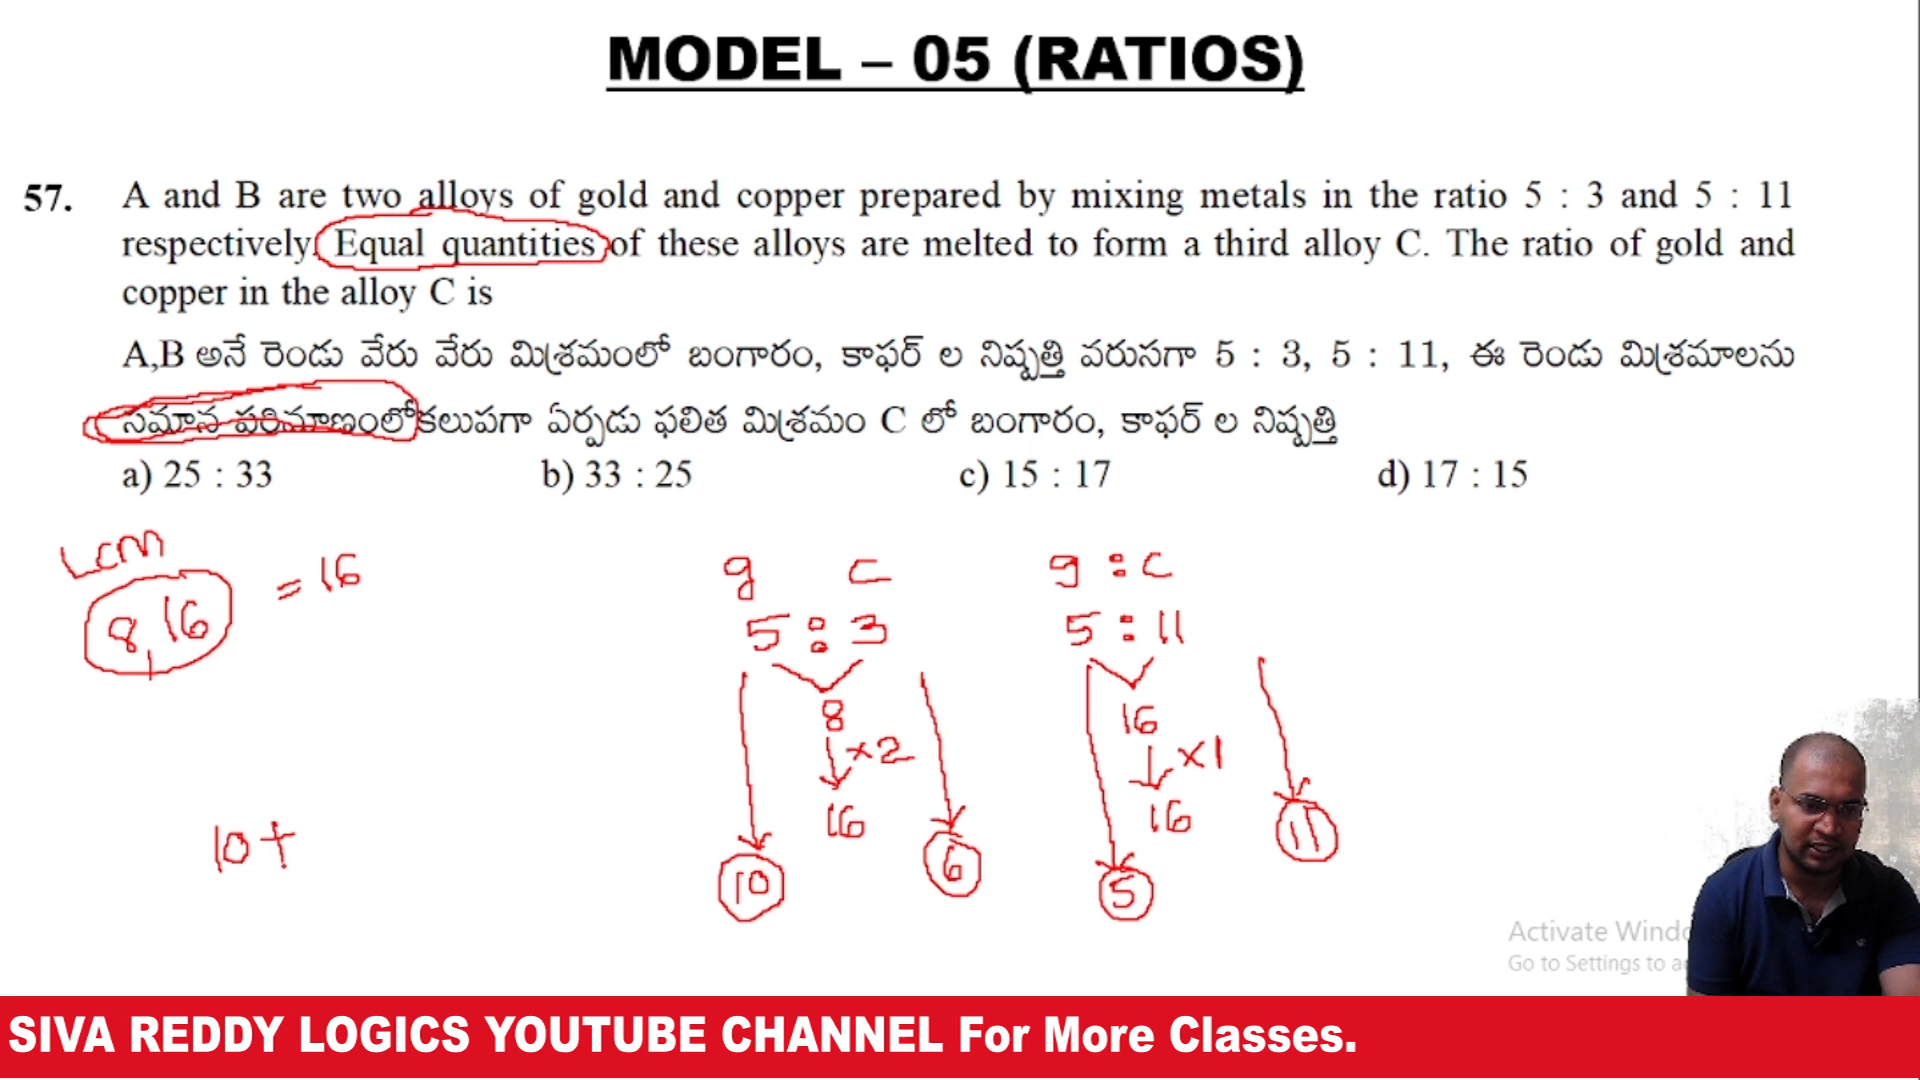 MODEL – 05 (RATIOS)
57. A and B are two alloys of gold and copper prepared by mixing metals in the ratio 5 : 3 and 5 : 11
respectively. Equal quantities of these alloys are melted to form a third alloy C. The ratio of gold and
copper in the alloy C is
A,B అనే రెండు వేరు వేరు మిశ్రమంలో బంగారం, కాఫర్ ల నిష్పత్తి వరుసగా 5 : 3, 5 : 11, ఈ రెండు మిశ్రమాలను
సమాన పరిమాణంలో కలుపగా ఏర్పడు ఫలిత మిశ్రమం C లో బంగారం, కాఫర్ ల నిష్పత్తి
a) 25 : 33 b) 33 : 25 c) 15 : 17 d) 17 : 15
LCM
8, 16 = 16
g c g : c
5 : 3 5 : 11
8 16
×2 ×1
16 16
10+ 10 6 5 11
Activate Wind
Go to Settings to a
SIVA REDDY LOGICS YOUTUBE CHANNEL For More Classes.